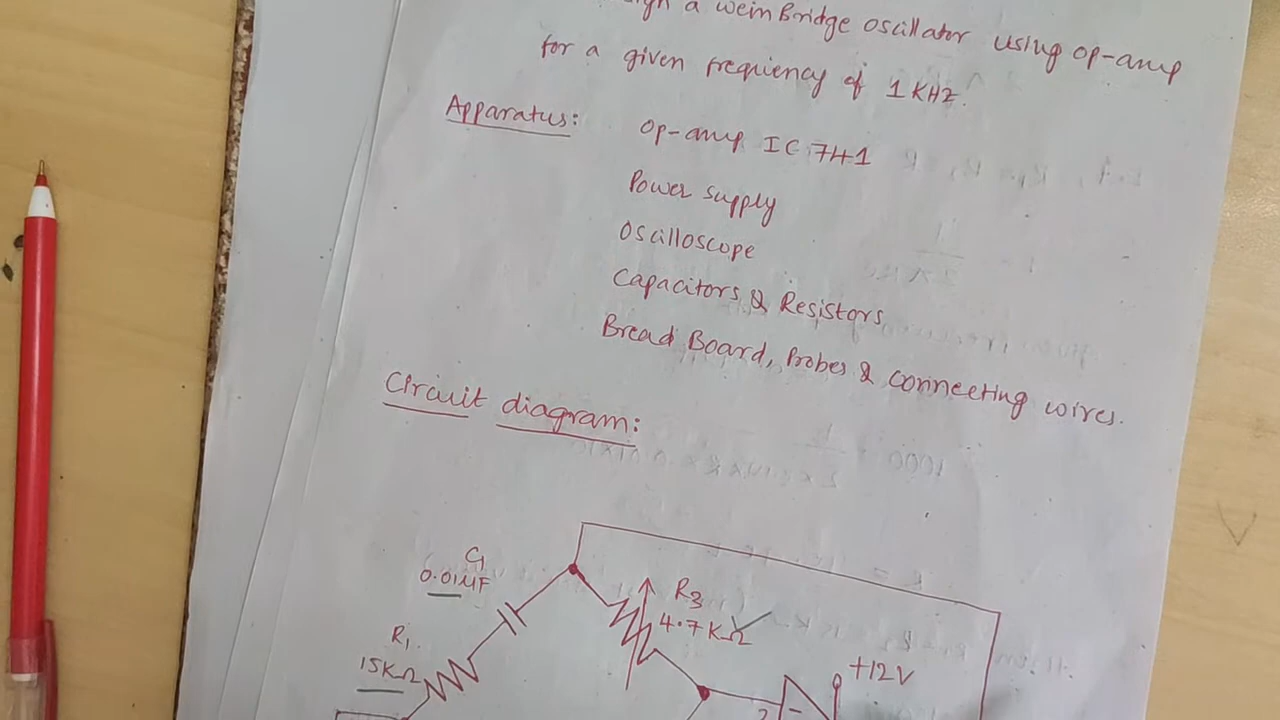 a wein Bridge oscillator using op-amp
for a given frequency of 1 KHZ.
Apparatus:
Op-amp IC 741
Power supply
Oscilloscope
Capacitors & Resistors
Bread Board, Probes & connecting wires.
Circuit diagram:
C1
0.01μF
R3
4.7KΩ
R1
15KΩ
+12V
2
-